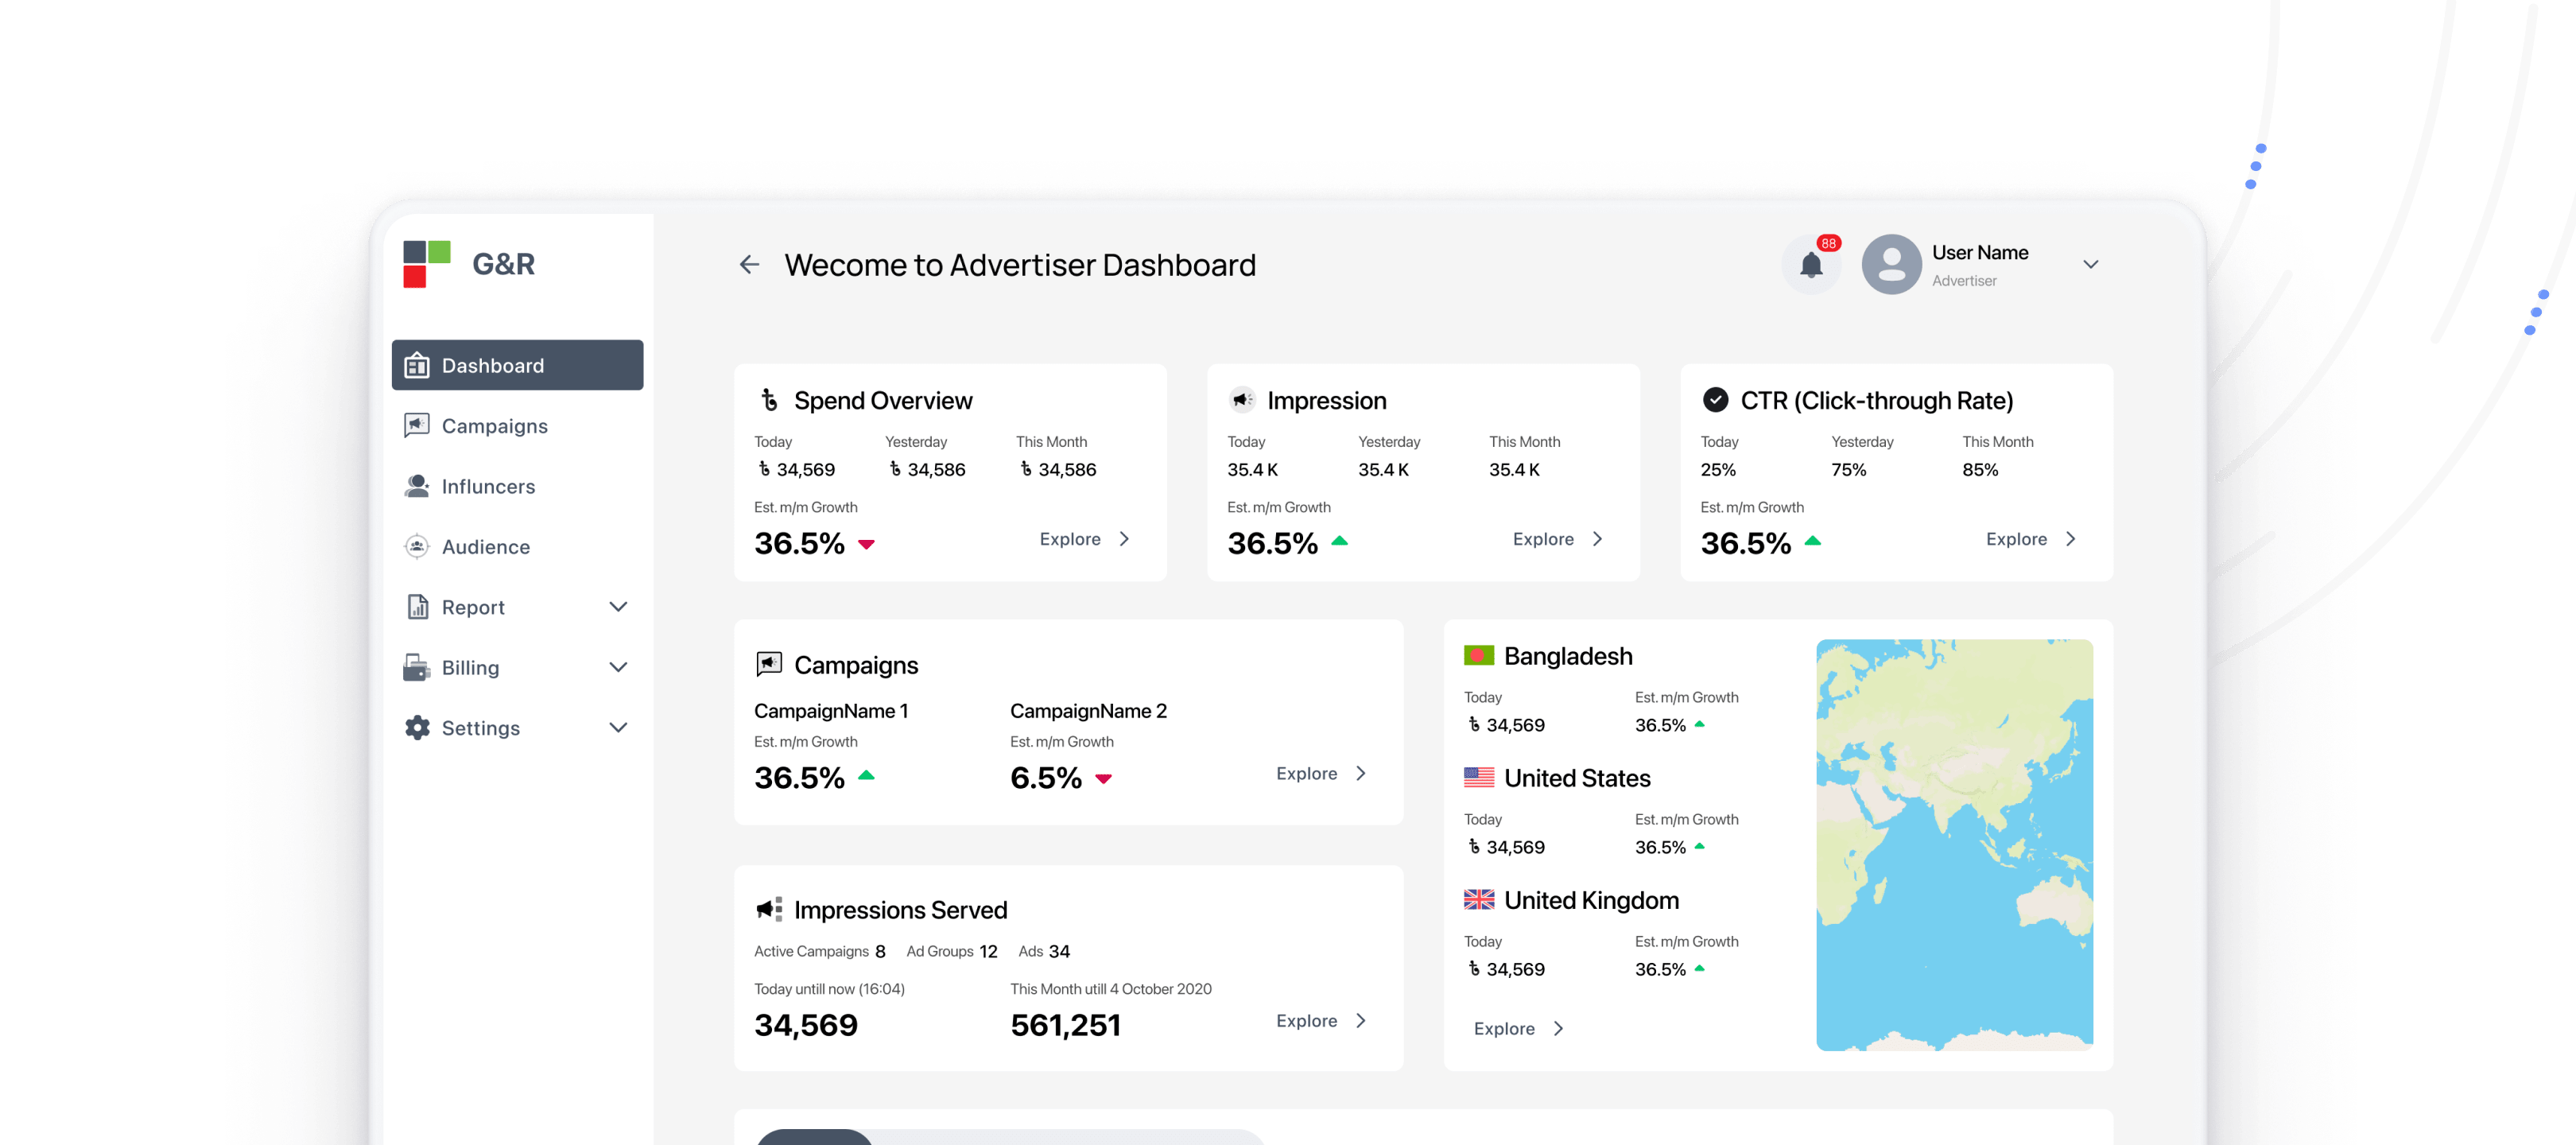 G&R
Dashboard
Campaigns
Influncers
Audience
Report
Billing
Settings
Wecome to Advertiser Dashboard
88
User Name
Advertiser
Spend Overview
Today Yesterday This Month
৳ 34,569 ৳ 34,586 ৳ 34,586
Est. m/m Growth
36.5%
Explore
Impression
Today Yesterday This Month
35.4 K 35.4 K 35.4 K
Est. m/m Growth
36.5%
Explore
CTR (Click-through Rate)
Today Yesterday This Month
25% 75% 85%
Est. m/m Growth
36.5%
Explore
Campaigns
CampaignName 1 CampaignName 2
Est. m/m Growth Est. m/m Growth
36.5% 6.5%
Explore
Impressions Served
Active Campaigns 8 Ad Groups 12 Ads 34
Today untill now (16:04) This Month utill 4 October 2020
34,569 561,251
Explore
Bangladesh
Today Est. m/m Growth
৳ 34,569 36.5%
United States
Today Est. m/m Growth
৳ 34,569 36.5%
United Kingdom
Today Est. m/m Growth
৳ 34,569 36.5%
Explore